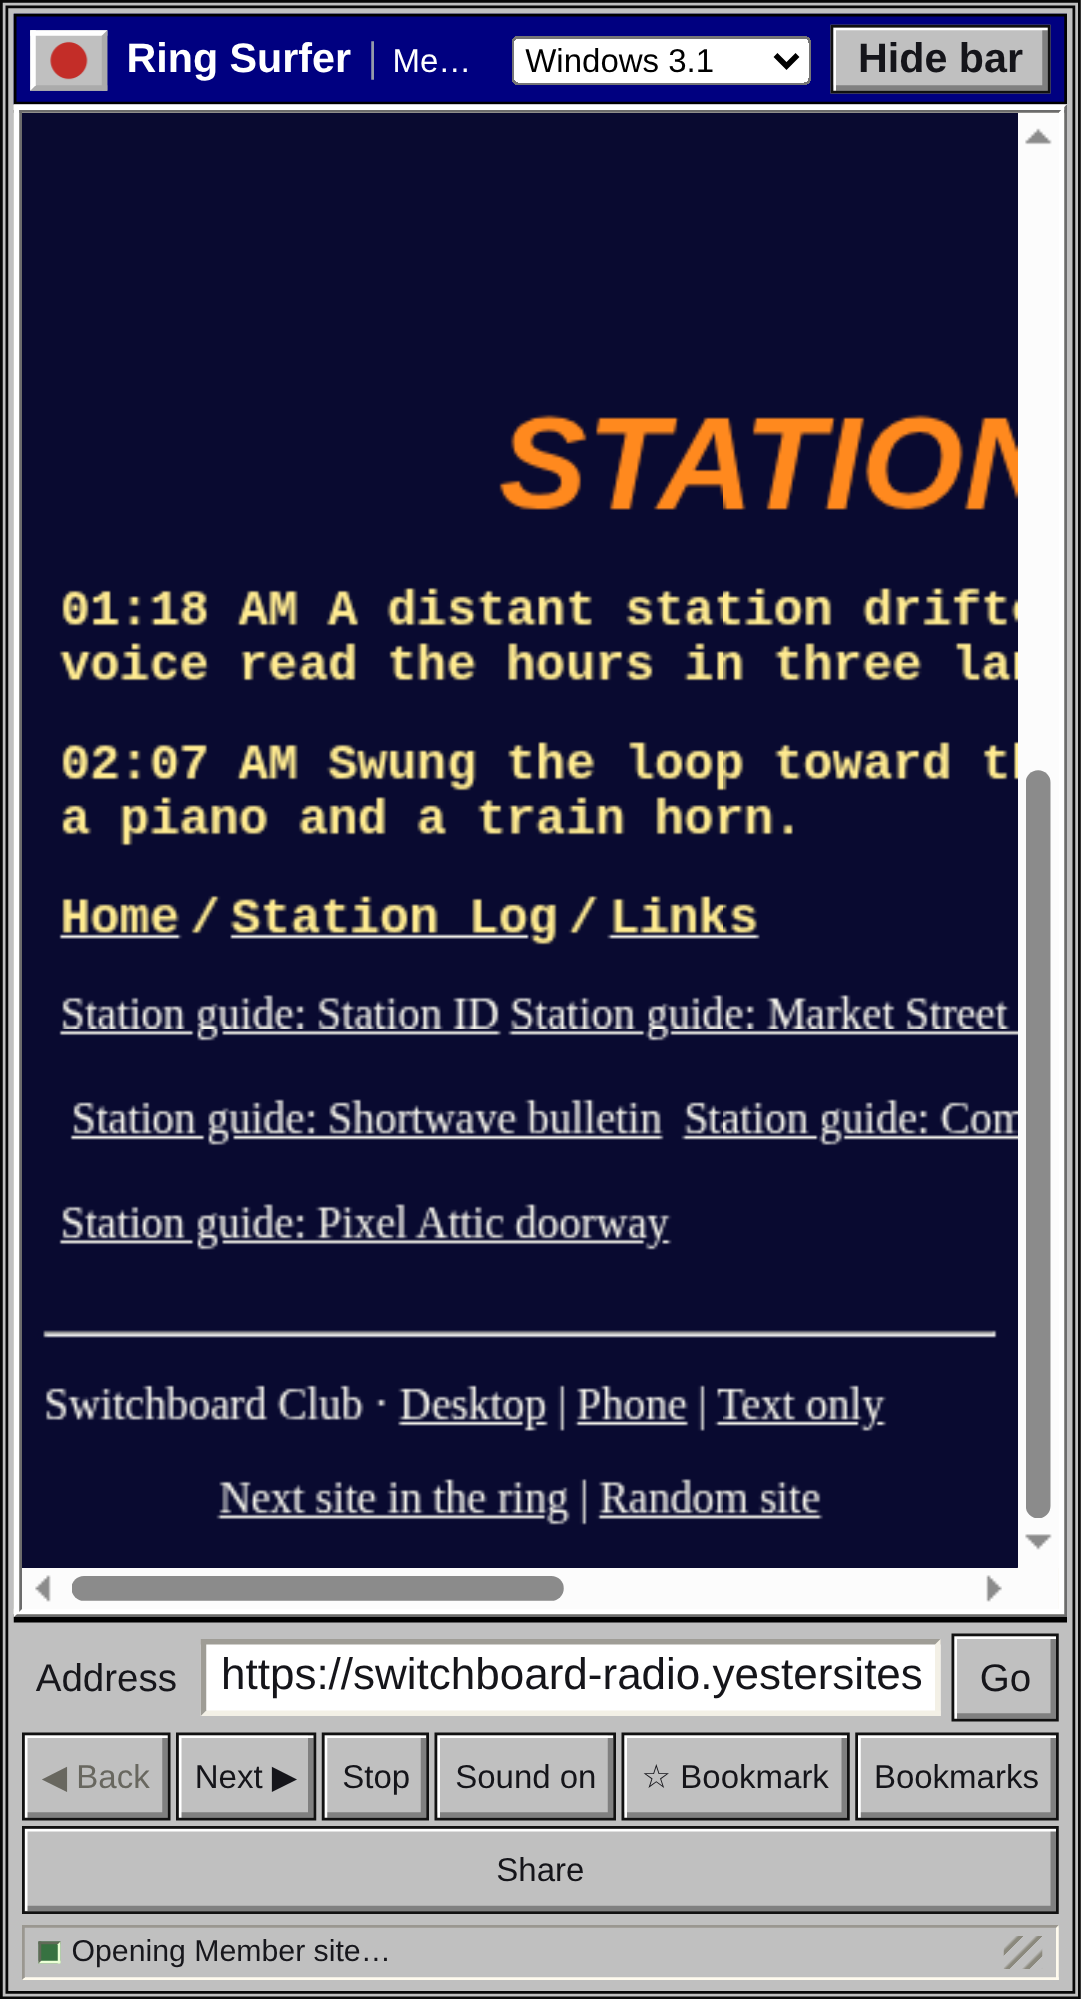 Ring Surfer | Me...
Windows 3.1
Hide bar
STATION
01:18 AM A distant station drifte
voice read the hours in three lan
02:07 AM Swung the loop toward th
a piano and a train horn.
Home / Station Log / Links
Station guide: Station ID Station guide: Market Street
Station guide: Shortwave bulletin Station guide: Com
Station guide: Pixel Attic doorway
Switchboard Club · Desktop | Phone | Text only
Next site in the ring | Random site
Address https://switchboard-radio.yestersites Go
◀ Back Next ▶ Stop Sound on ☆ Bookmark Bookmarks
Share
Opening Member site...